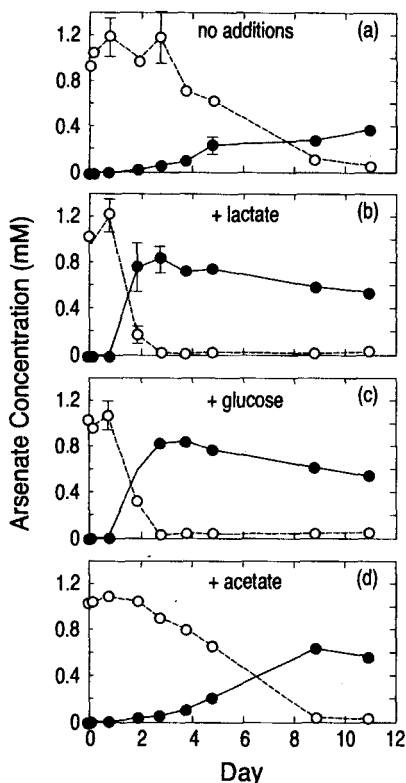 Arsenate Concentration (mM)
no additions (a)
1.2
0.8
0.4
0
+ lactate (b)
1.2
0.8
0.4
0
+ glucose (c)
1.2
0.8
0.4
0
+ acetate (d)
1.2
0.8
0.4
0
0 2 4 6 8 10 12
Day